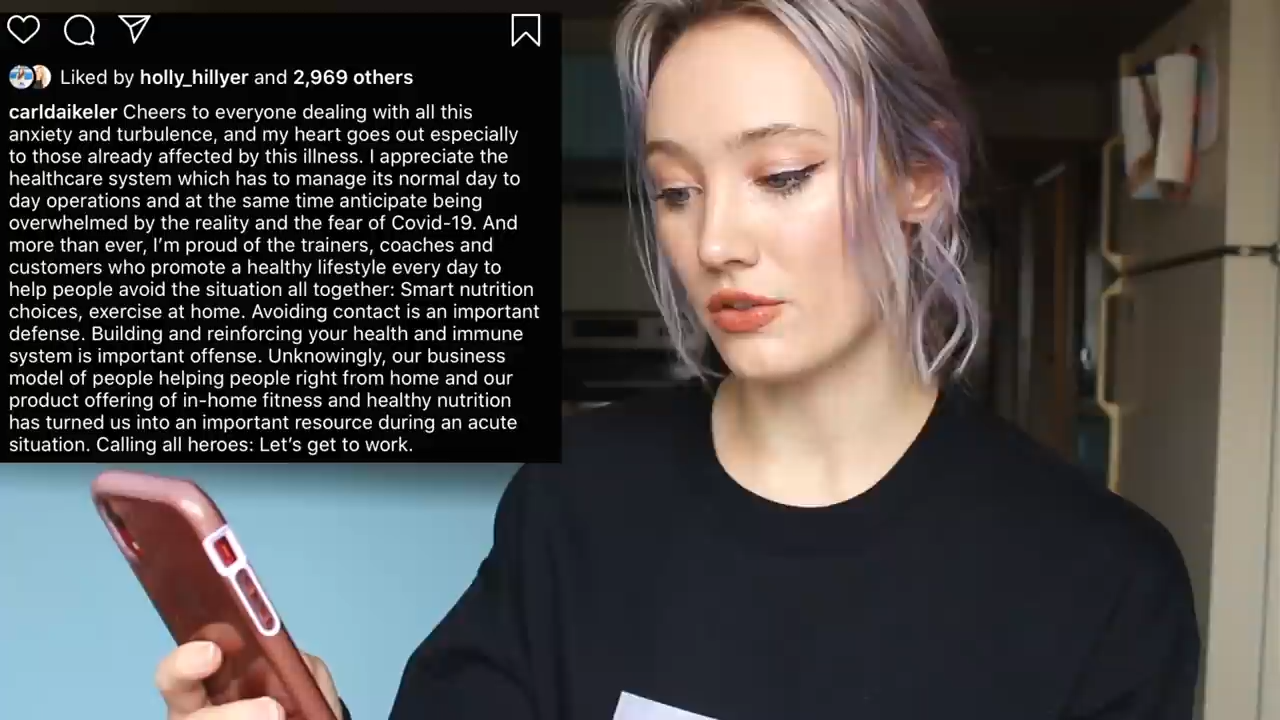 Liked by holly_hillyer and 2,969 others
carldaikeler Cheers to everyone dealing with all this
anxiety and turbulence, and my heart goes out especially
to those already affected by this illness. I appreciate the
healthcare system which has to manage its normal day to
day operations and at the same time anticipate being
overwhelmed by the reality and the fear of Covid-19. And
more than ever, I’m proud of the trainers, coaches and
customers who promote a healthy lifestyle every day to
help people avoid the situation all together: Smart nutrition
choices, exercise at home. Avoiding contact is an important
defense. Building and reinforcing your health and immune
system is important offense. Unknowingly, our business
model of people helping people right from home and our
product offering of in-home fitness and healthy nutrition
has turned us into an important resource during an acute
situation. Calling all heroes: Let’s get to work.